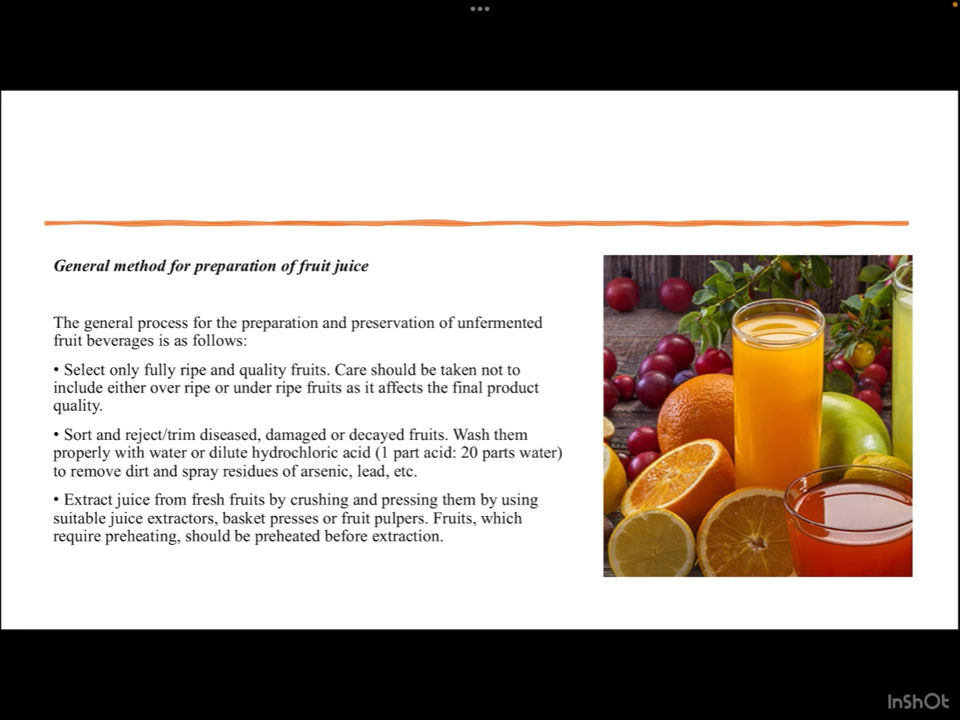 General method for preparation of fruit juice
The general process for the preparation and preservation of unfermented
fruit beverages is as follows:
• Select only fully ripe and quality fruits. Care should be taken not to
include either over ripe or under ripe fruits as it affects the final product
quality.
• Sort and reject/trim diseased, damaged or decayed fruits. Wash them
properly with water or dilute hydrochloric acid (1 part acid: 20 parts water)
to remove dirt and spray residues of arsenic, lead, etc.
• Extract juice from fresh fruits by crushing and pressing them by using
suitable juice extractors, basket presses or fruit pulpers. Fruits, which
require preheating, should be preheated before extraction.
InShOt